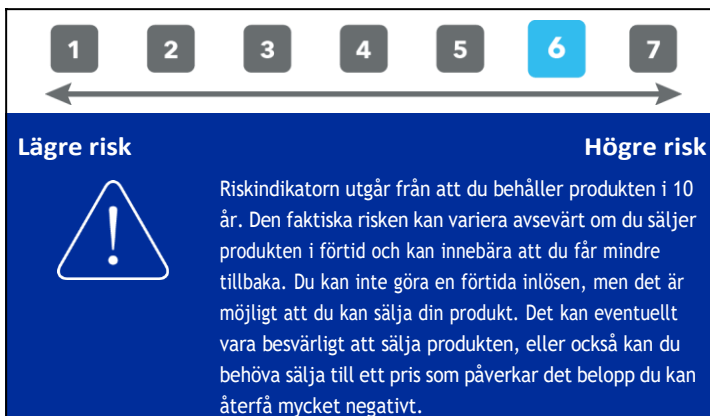 1 2 3 4 5 6 7
Lägre risk Högre risk
Riskindikatorn utgår från att du behåller produkten i 10
år. Den faktiska risken kan variera avsevärt om du säljer
produkten i förtid och kan innebära att du får mindre
tillbaka. Du kan inte göra en förtida inlösen, men det är
möjligt att du kan sälja din produkt. Det kan eventuellt
vara besvärligt att sälja produkten, eller också kan du
behöva sälja till ett pris som påverkar det belopp du kan
återfå mycket negativt.